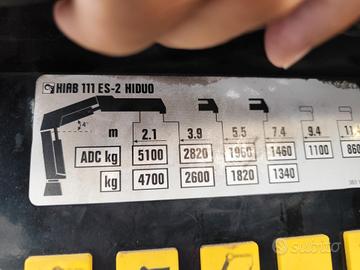 HIAB 111 ES-2 HIDUO
m 2.1 3.9 5.5 7.4 9.4
ADC kg 5100 2820 1960 1460 1100 860
kg 4700 2600 1820 1340
subito